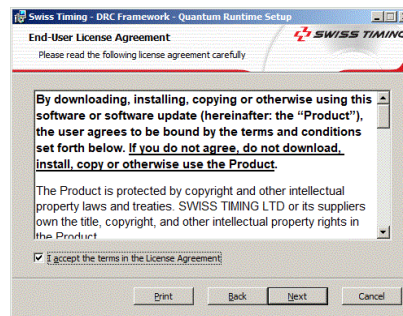 Swiss Timing - DRC Framework - Quantum Runtime Setup
End-User License Agreement
SWISS TIMING
Please read the following license agreement carefully
By downloading, installing, copying or otherwise using this
software or software update (hereinafter: the “Product”),
the user agrees to be bound by the terms and conditions
set forth below. If you do not agree, do not download,
install, copy or otherwise use the Product.
The Product is protected by copyright and other intellectual
property laws and treaties. SWISS TIMING LTD or its suppliers
own the title, copyright, and other intellectual property rights in
the Product
I accept the terms in the License Agreement
Print Back Next Cancel